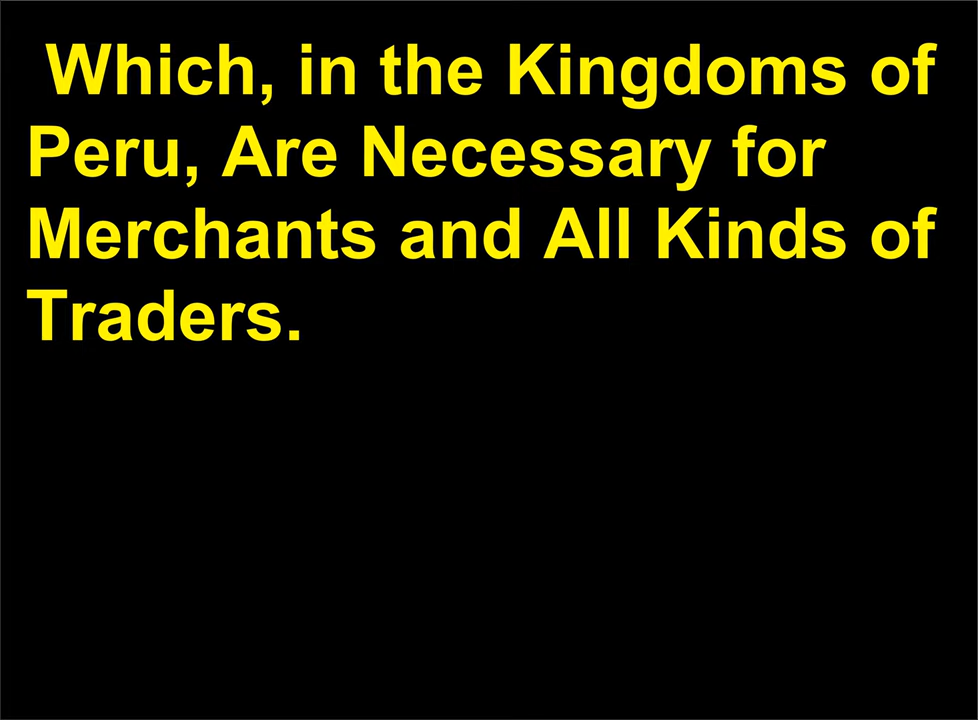 Which, in the Kingdoms of
Peru, Are Necessary for
Merchants and All Kinds of
Traders.